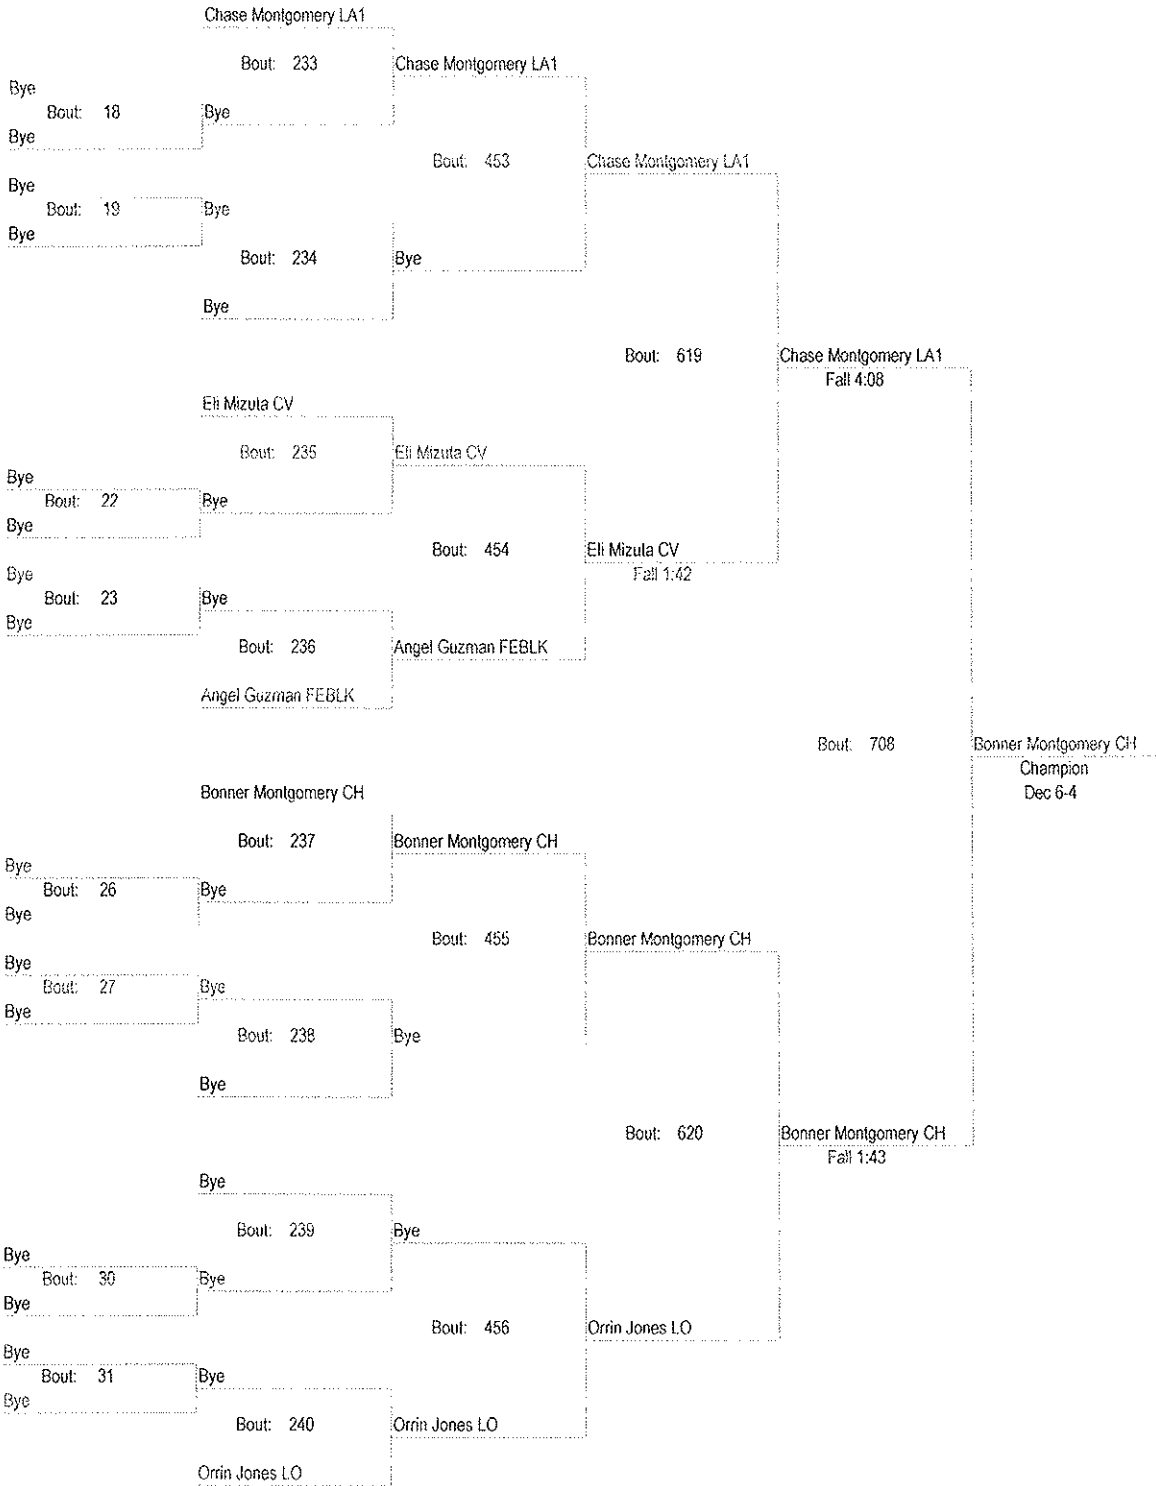 Chase Montgomery LA1
Bout: 233
Chase Montgomery LA1
Bye
Bout: 18
Bye
Bye
Bout: 453
Chase Montgomery LA1
Bye
Bout: 19
Bye
Bye
Bout: 234
Bye
Bye
Bout: 619
Chase Montgomery LA1
Fall 4:08
Eli Mizuta CV
Bout: 235
Eli Mizuta CV
Bye
Bout: 22
Bye
Bye
Bout: 454
Eli Mizuta CV
Fall 1:42
Bye
Bout: 23
Bye
Bye
Bout: 236
Angel Guzman FEBLK
Angel Guzman FEBLK
Bout: 708
Bonner Montgomery CH
Champion
Dec 6-4
Bonner Montgomery CH
Bout: 237
Bonner Montgomery CH
Bye
Bout: 26
Bye
Bye
Bout: 455
Bonner Montgomery CH
Bye
Bout: 27
Bye
Bye
Bout: 238
Bye
Bye
Bout: 620
Bonner Montgomery CH
Fall 1:43
Bye
Bout: 239
Bye
Bye
Bout: 30
Bye
Bye
Bout: 456
Orrin Jones LO
Bye
Bout: 31
Bye
Bye
Bout: 240
Orrin Jones LO
Orrin Jones LO